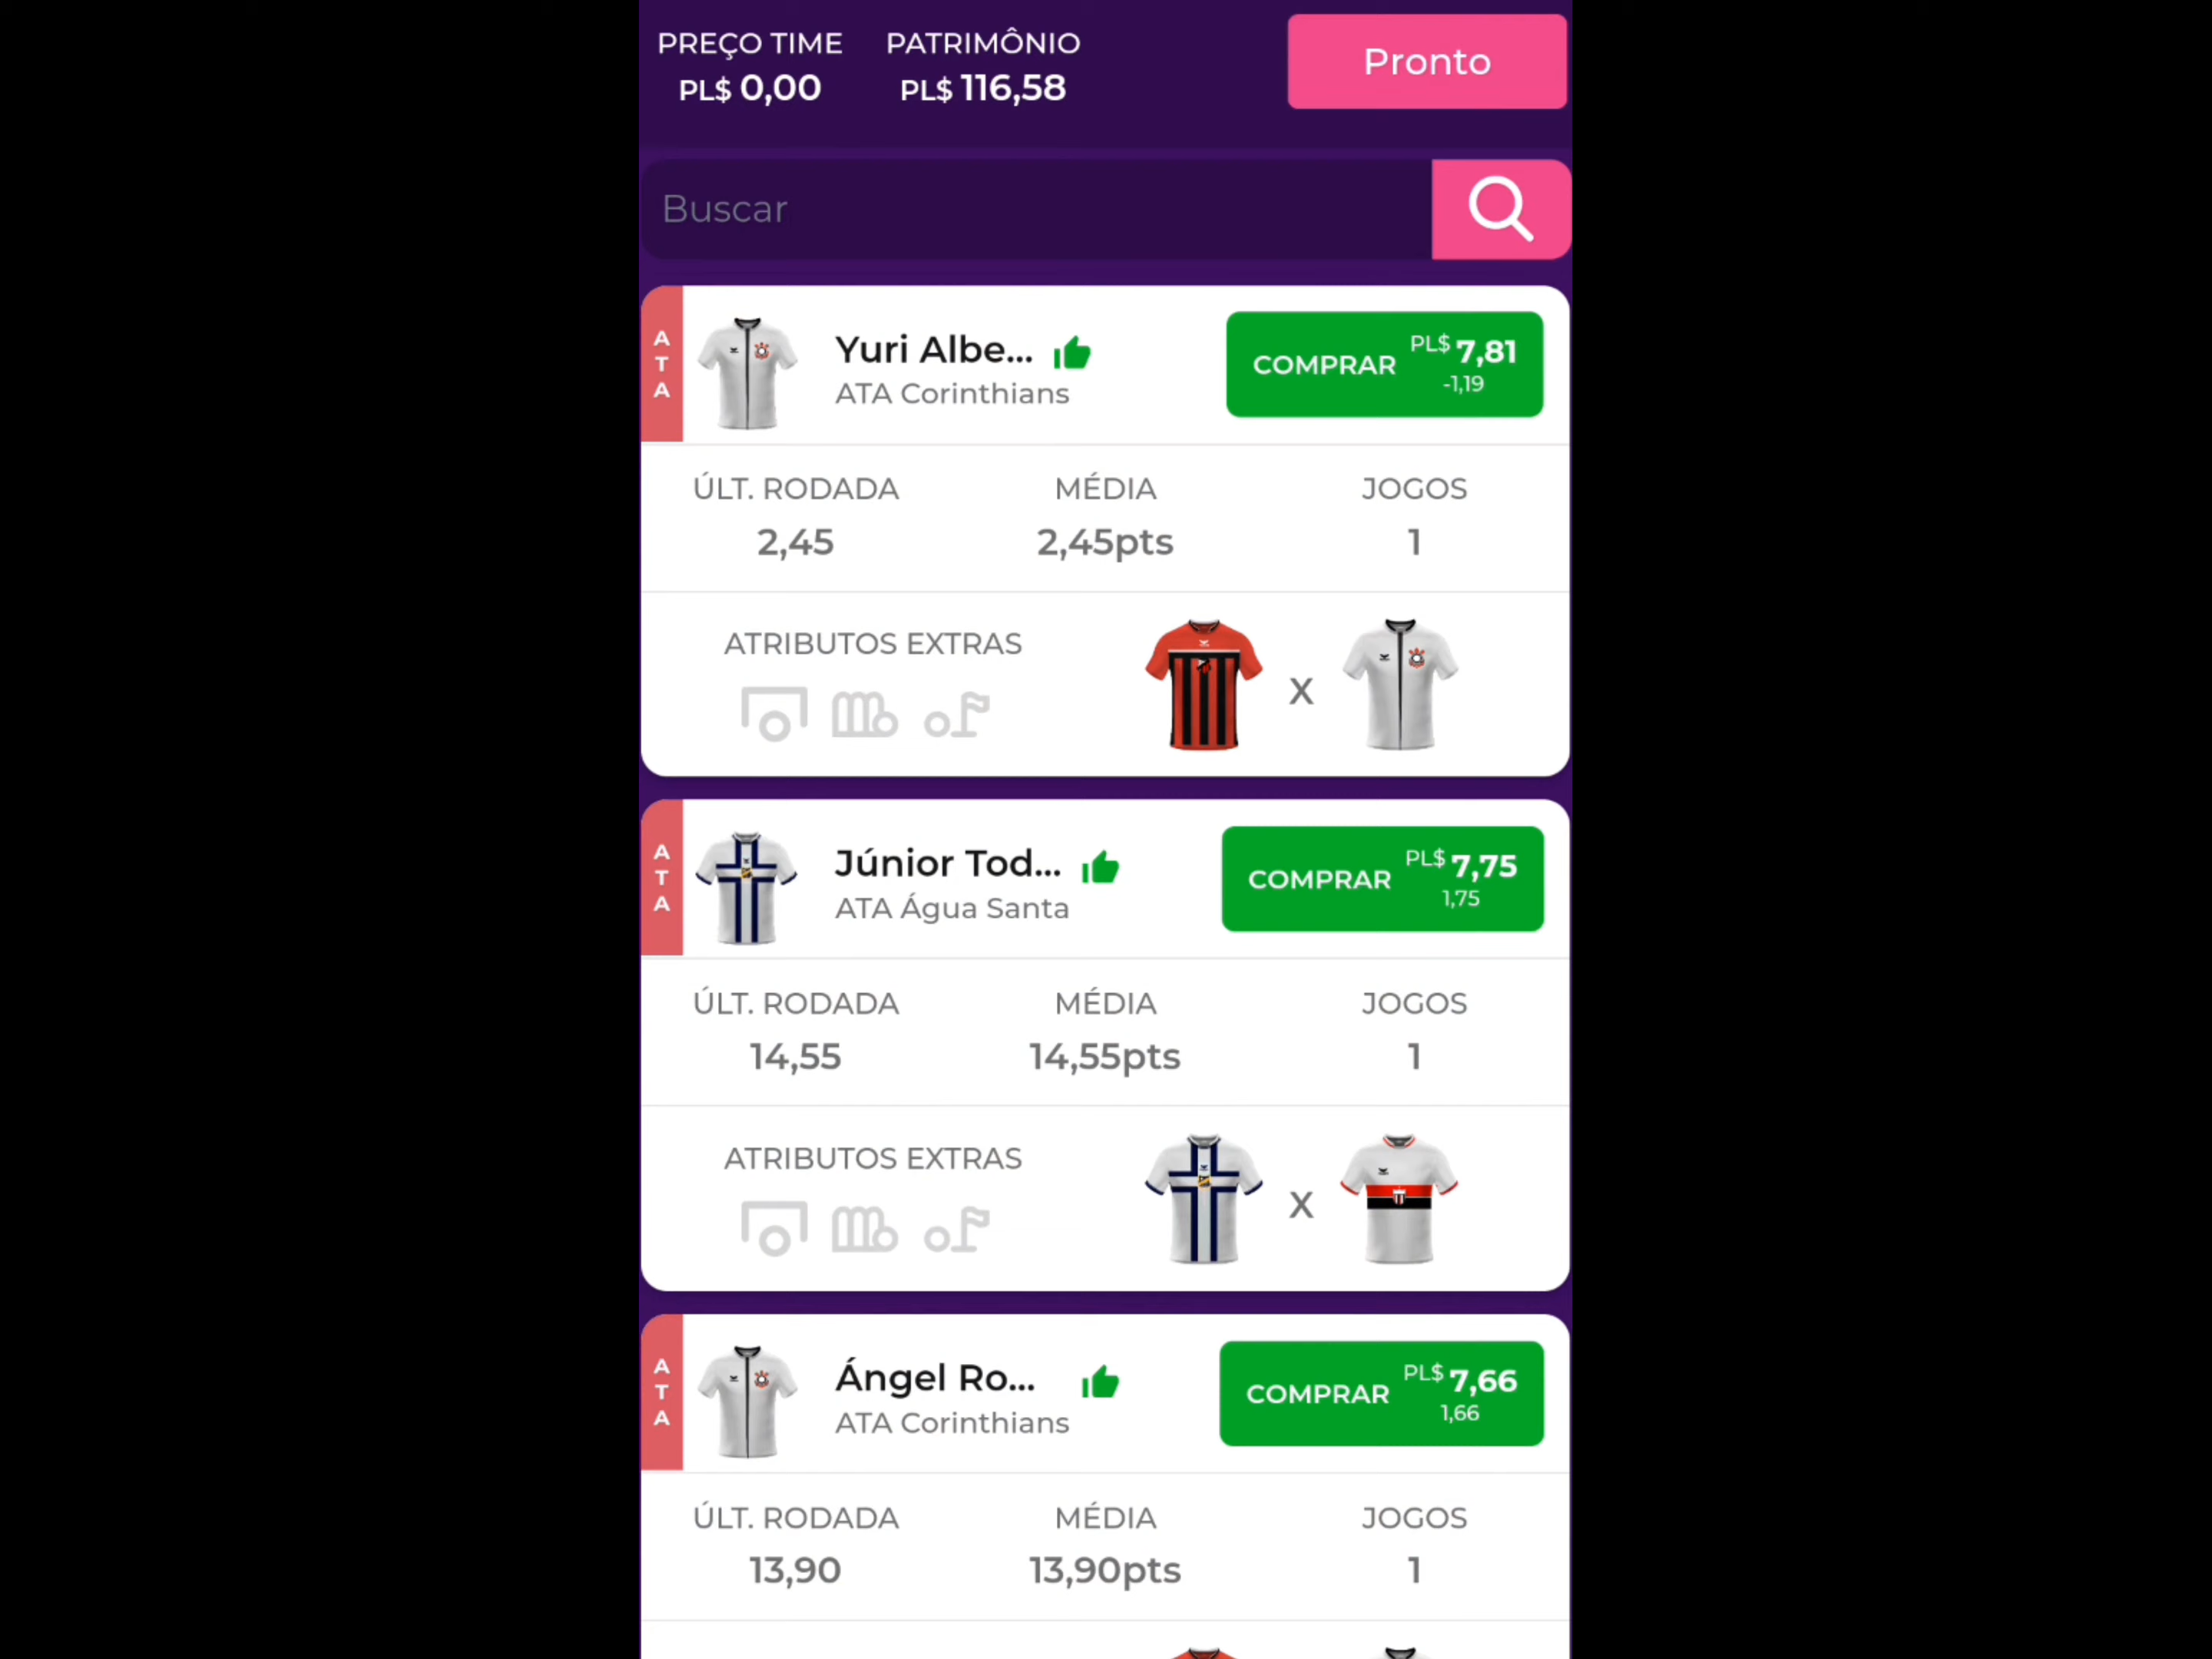 PREÇO TIME PATRIMÔNIO
PL$ 0,00 PL$ 116,58
Pronto
Buscar
ATA
Yuri Albe...
ATA Corinthians
COMPRAR PL$ 7,81
-1,19
ÚLT. RODADA MÉDIA JOGOS
2,45 2,45pts 1
ATRIBUTOS EXTRAS
X
ATA
Júnior Tod...
ATA Água Santa
COMPRAR PL$ 7,75
1,75
ÚLT. RODADA MÉDIA JOGOS
14,55 14,55pts 1
ATRIBUTOS EXTRAS
X
ATA
Ángel Ro...
ATA Corinthians
COMPRAR PL$ 7,66
1,66
ÚLT. RODADA MÉDIA JOGOS
13,90 13,90pts 1